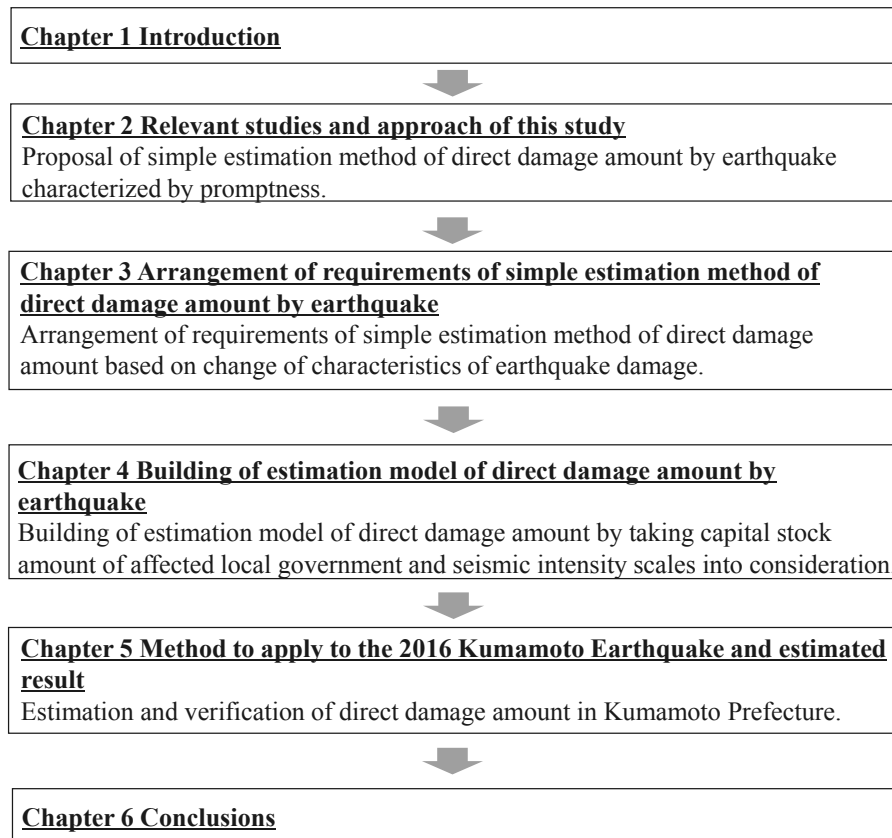 Chapter 1 Introduction
Chapter 2 Relevant studies and approach of this study
Proposal of simple estimation method of direct damage amount by earthquake
characterized by promptness.
Chapter 3 Arrangement of requirements of simple estimation method of
direct damage amount by earthquake
Arrangement of requirements of simple estimation method of direct damage
amount based on change of characteristics of earthquake damage.
Chapter 4 Building of estimation model of direct damage amount by
earthquake
Building of estimation model of direct damage amount by taking capital stock
amount of affected local government and seismic intensity scales into consideration
Chapter 5 Method to apply to the 2016 Kumamoto Earthquake and estimated
result
Estimation and verification of direct damage amount in Kumamoto Prefecture.
Chapter 6 Conclusions